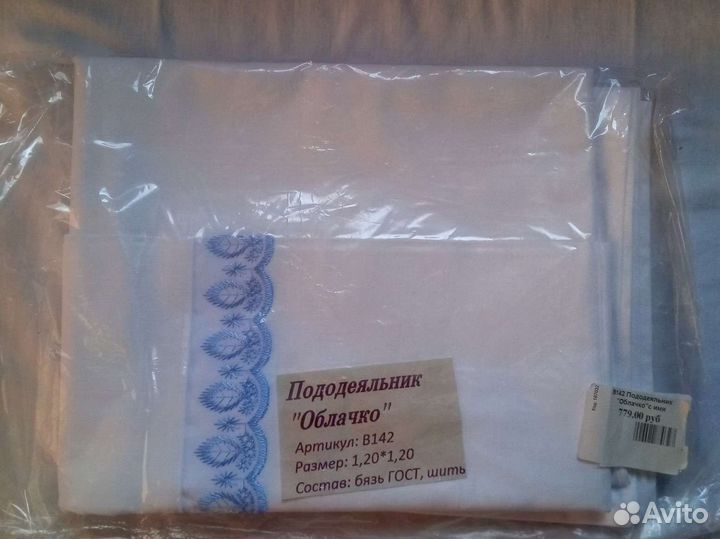 Пододеяльник
"Облачко"
Артикул: В142
Размер: 1,20*1,20
Состав: бязь ГОСТ, шить
В142 Пододеяльник
"Облачко"с имя
779.00 руб
Avito